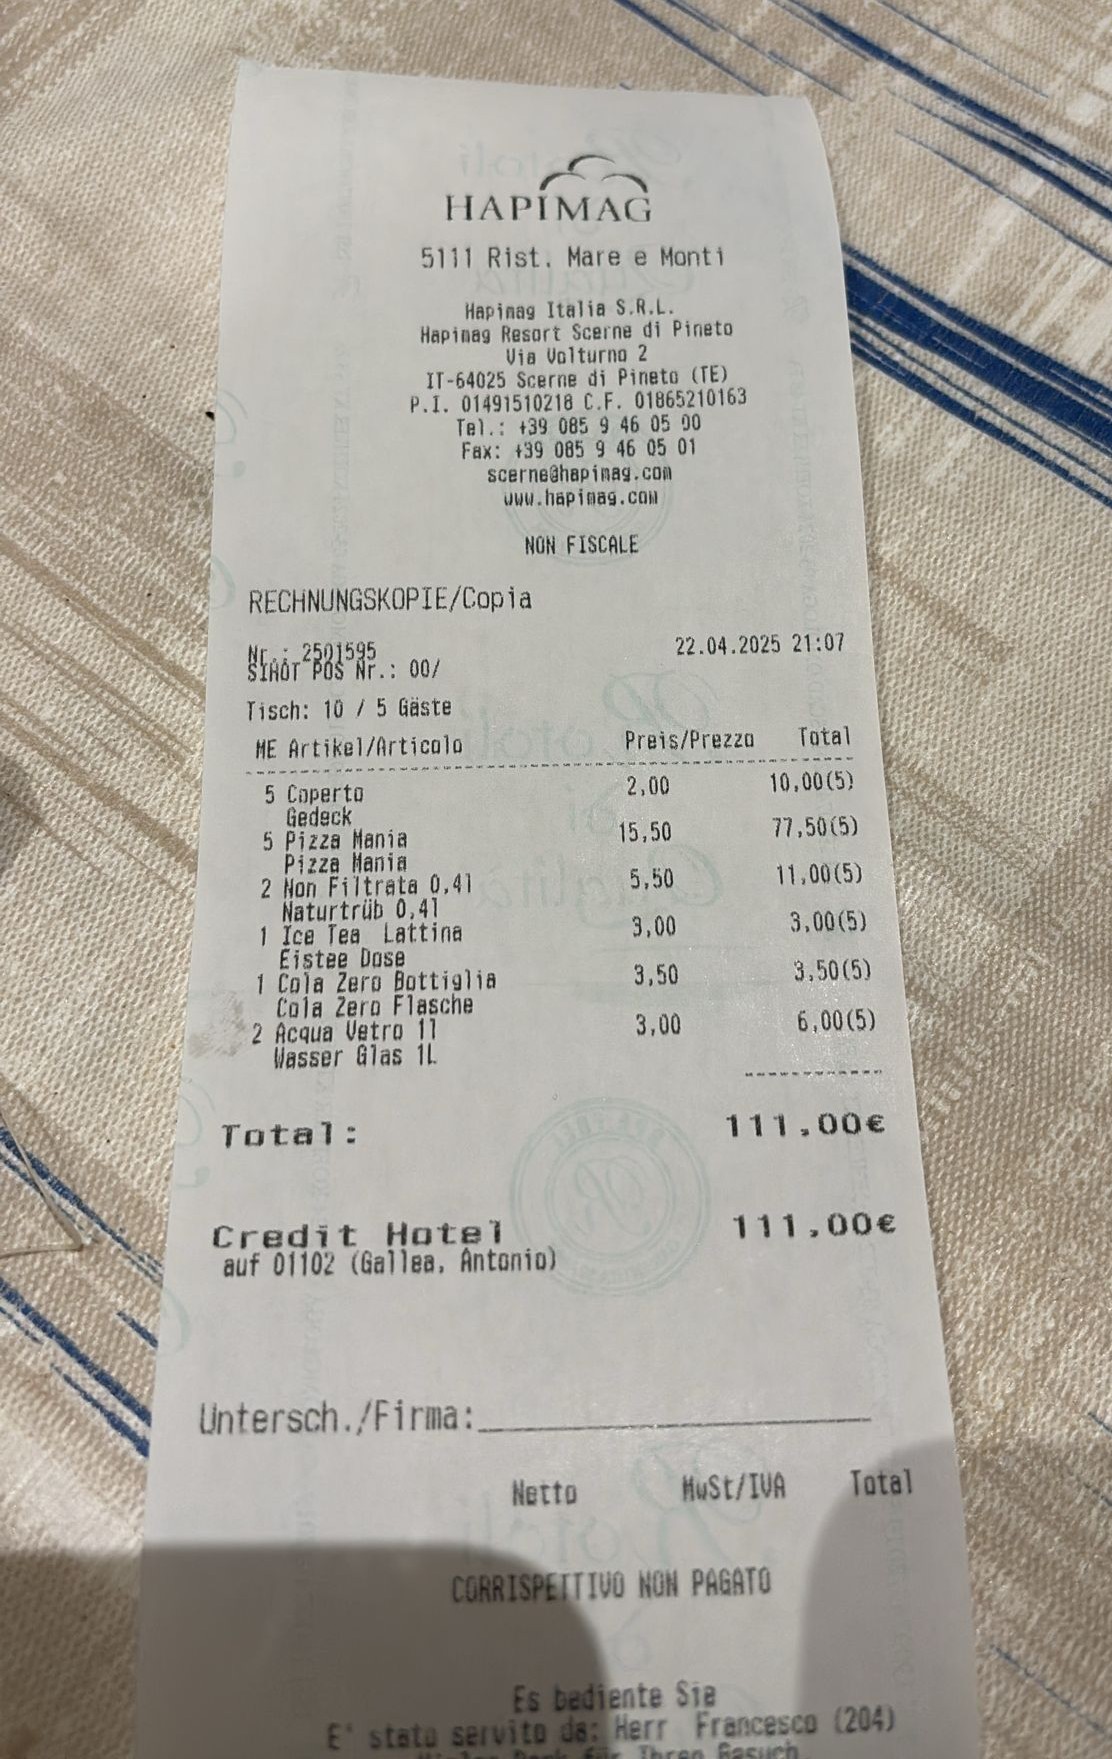 HAPIMAG
5111 Rist. Mare e Monti
Hapimag Italia S.R.L.
Hapimag Resort Scerne di Pineto
Via Volturno 2
IT-64025 Scerne di Pineto (TE)
P.I. 01491510218 C.F. 01865210163
Tel.: +39 085 9 46 05 00
Fax: +39 085 9 46 05 01
scerne@hapimag.com
www.hapimag.com
NON FISCALE
RECHNUNGSKOPIE/Copia
Nr.: 2501595 22.04.2025 21:07
SIHOT POS Nr.: 00/
Tisch: 10 / 5 Gäste
ME Artikel/Articolo Preis/Prezzo Total
5 Coperto 2,00 10,00(5)
Gedeck
5 Pizza Mania 15,50 77,50(5)
Pizza Mania
2 Non Filtrata 0,4l 5,50 11,00(5)
Naturtrüb 0,4l
1 Ice Tea Lattina 3,00 3,00(5)
Eistee Dose
1 Cola Zero Bottiglia 3,50 3,50(5)
Cola Zero Flasche
2 Acqua Vetro 1l 3,00 6,00(5)
Wasser Glas 1L
Total: 111,00€
Credit Hotel 111,00€
auf 01102 (Gallea, Antonio)
Untersch./Firma:
Netto MwSt/IVA Total
CORRISPETTIVO NON PAGATO
Es bediente Sie
E' stato servito da: Herr Francesco (204)
Vielen Dank für Ihren Besuch